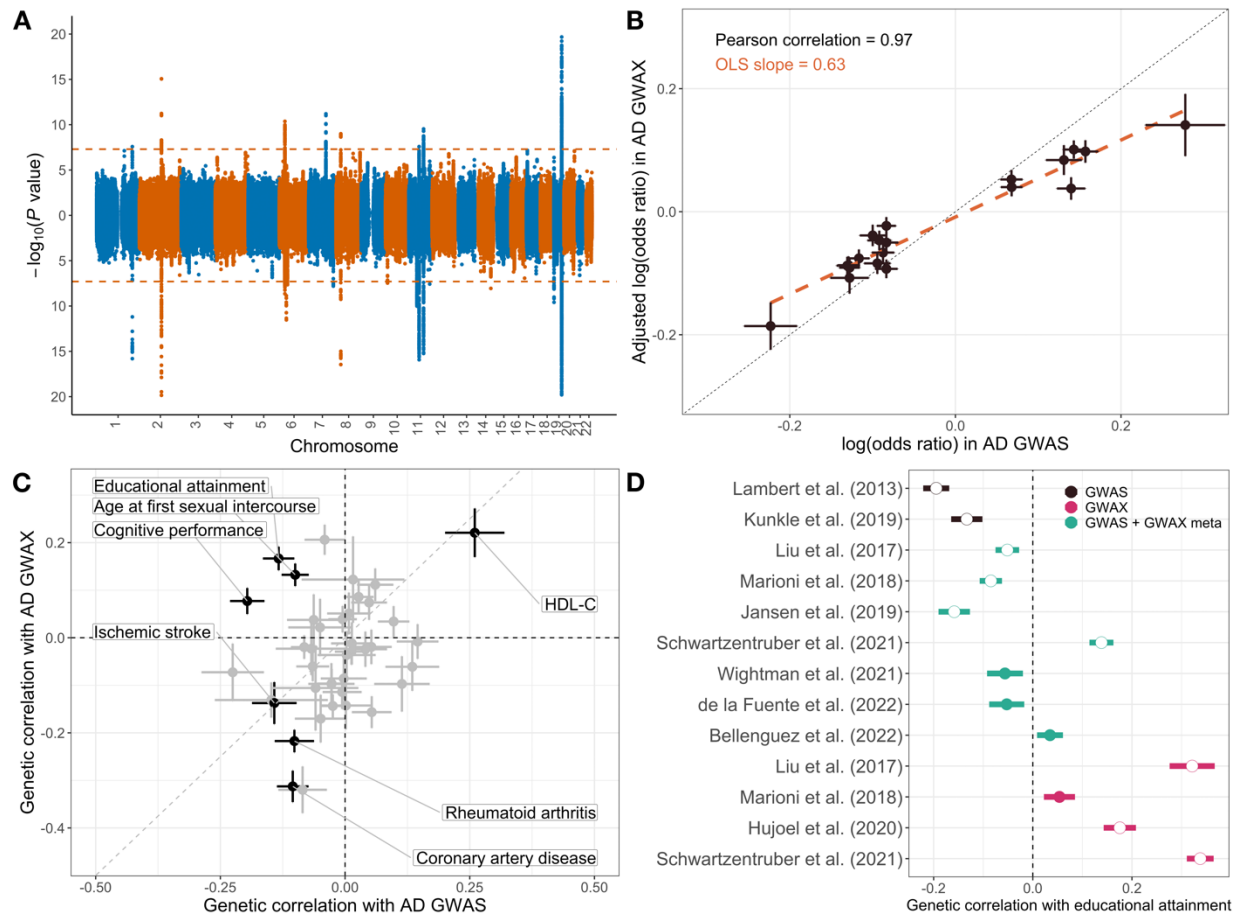 A
20
15
10
5
0
5
10
15
20
−log10(P value)
1
2
3
4
5
6
7
8
9
10
11
12
13
14
15
16
17
18
19
20
21
22
Chromosome
B
Pearson correlation = 0.97
OLS slope = 0.63
0.2
0.0
-0.2
Adjusted log(odds ratio) in AD GWAX
-0.2
0.0
0.2
log(odds ratio) in AD GWAS
C
Educational attainment
Age at first sexual intercourse
Cognitive performance
Ischemic stroke
HDL-C
Rheumatoid arthritis
Coronary artery disease
0.2
0.0
-0.2
-0.4
Genetic correlation with AD GWAX
-0.50
-0.25
0.00
0.25
0.50
Genetic correlation with AD GWAS
D
GWAS
GWAX
GWAS + GWAX meta
Lambert et al. (2013)
Kunkle et al. (2019)
Liu et al. (2017)
Marioni et al. (2018)
Jansen et al. (2019)
Schwartzentruber et al. (2021)
Wightman et al. (2021)
de la Fuente et al. (2022)
Bellenguez et al. (2022)
Liu et al. (2017)
Marioni et al. (2018)
Hujoel et al. (2020)
Schwartzentruber et al. (2021)
-0.2
0.0
0.2
Genetic correlation with educational attainment